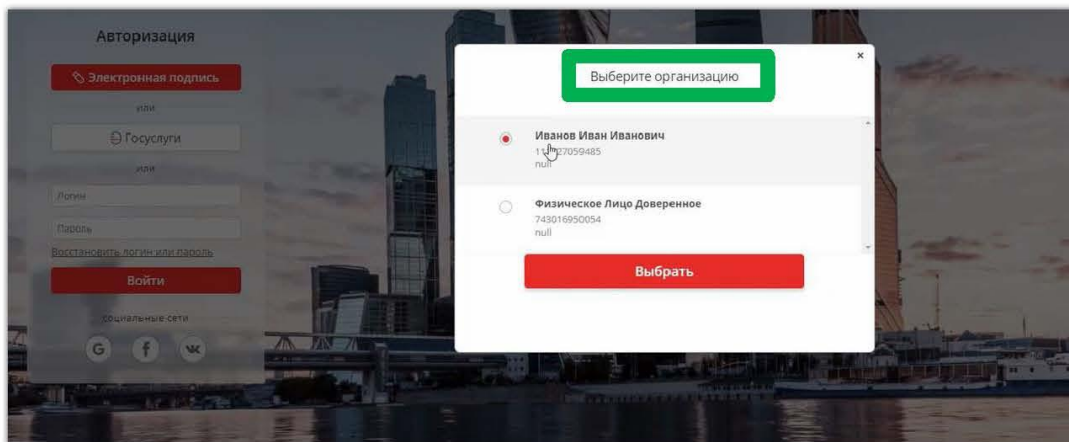 Авторизация
Электронная подпись
или
Госуслуги
или
Логин
Пароль
Восстановить логин или пароль
Войти
социальные сети
G f
Выберите организацию
×
Иванов Иван Иванович
null
Физическое Лицо Доверенное
743016950054
null
Выбрать